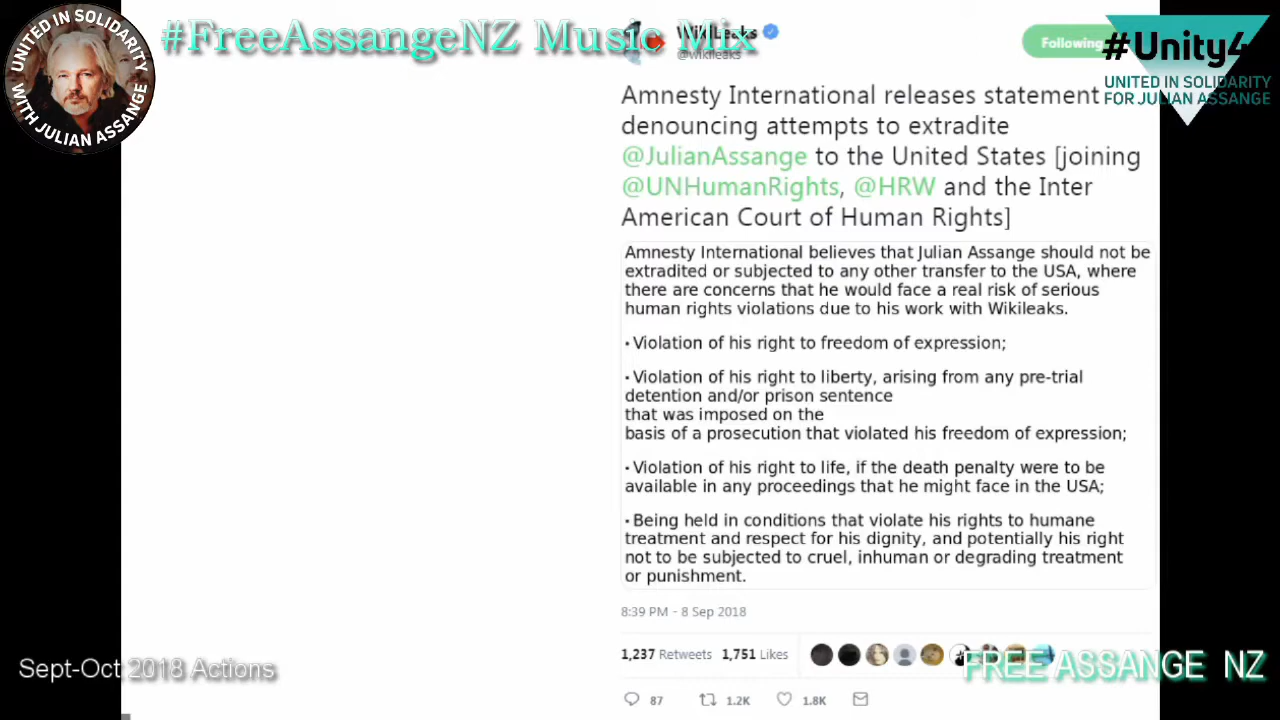 UNITED IN SOLIDARITY
WITH JULIAN ASSANGE
#FreeAssangeNZ Music Mix
WikiLeaks
@wikileaks
Following
#Unity4
UNITED IN SOLIDARITY
FOR JULIAN ASSANGE
Amnesty International releases statement
denouncing attempts to extradite
@JulianAssange to the United States [joining
@UNHumanRights, @HRW and the Inter
American Court of Human Rights]
Amnesty International believes that Julian Assange should not be
extradited or subjected to any other transfer to the USA, where
there are concerns that he would face a real risk of serious
human rights violations due to his work with Wikileaks.
· Violation of his right to freedom of expression;
· Violation of his right to liberty, arising from any pre-trial
detention and/or prison sentence
that was imposed on the
basis of a prosecution that violated his freedom of expression;
· Violation of his right to life, if the death penalty were to be
available in any proceedings that he might face in the USA;
· Being held in conditions that violate his rights to humane
treatment and respect for his dignity, and potentially his right
not to be subjected to cruel, inhuman or degrading treatment
or punishment.
8:39 PM - 8 Sep 2018
1,237 Retweets 1,751 Likes
87 1.2K 1.8K
Sept-Oct 2018 Actions
FREE ASSANGE NZ